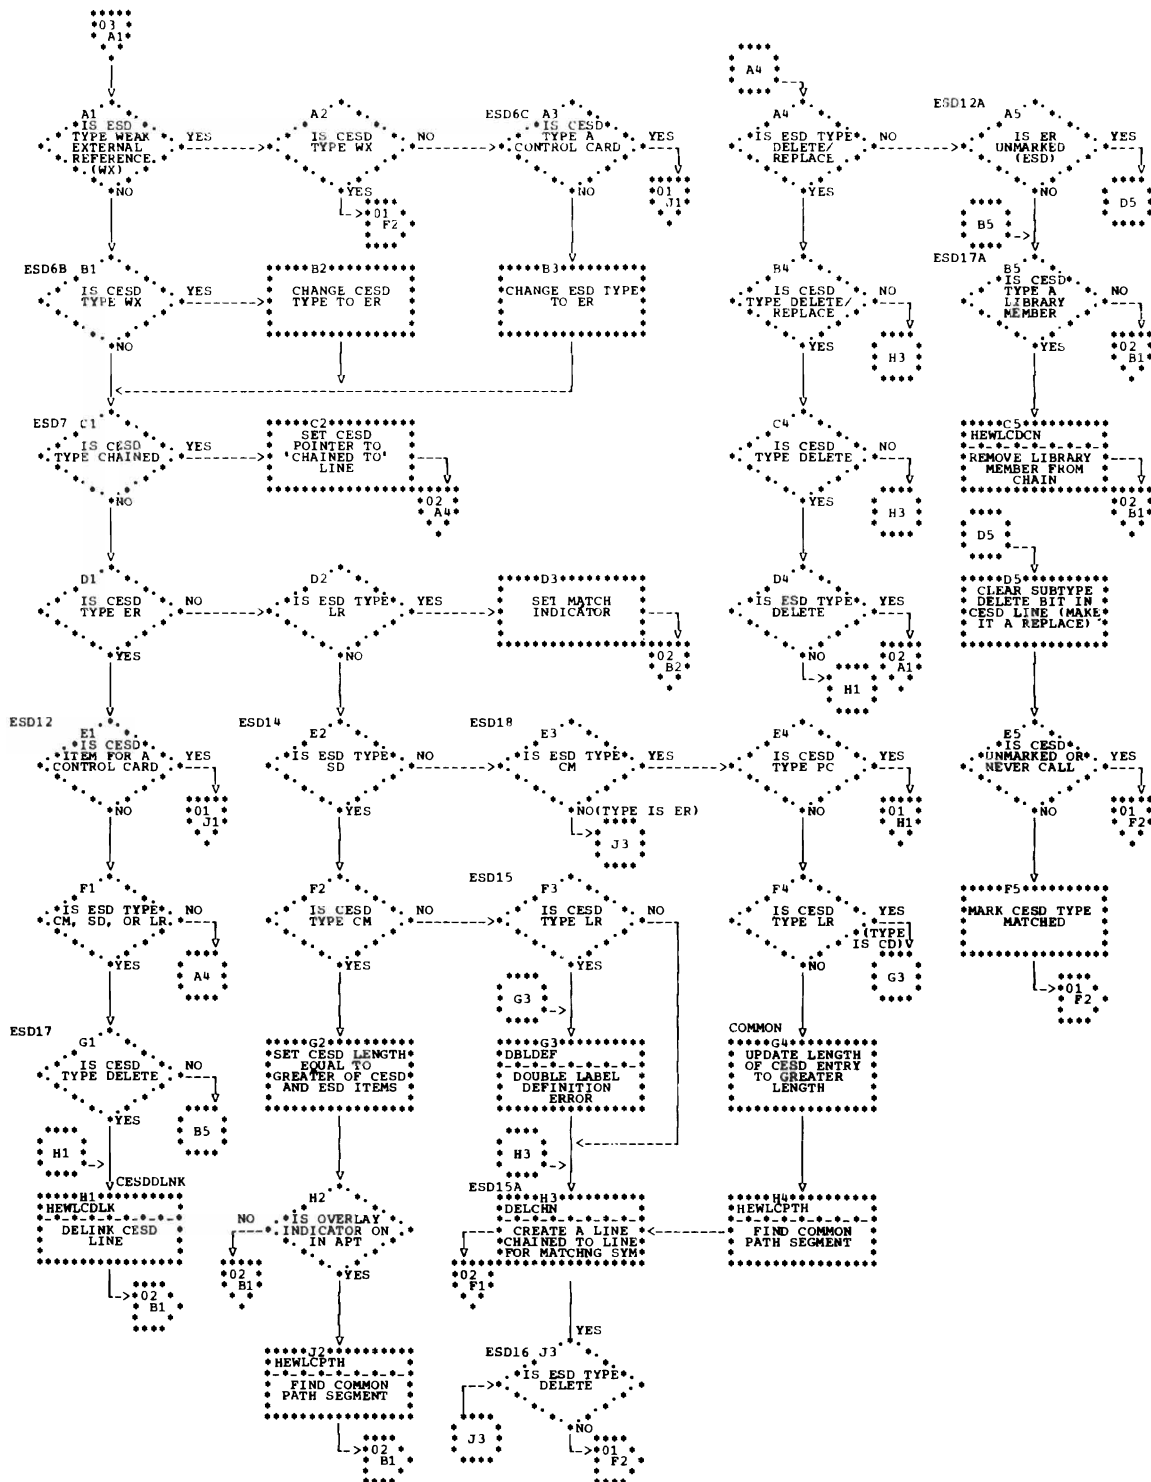 03
A1
A1
IS ESD
TYPE WEAK
EXTERNAL
REFERENCE
(WX)
YES
NO
A2
IS CESD
TYPE WX
NO
YES
01
F2
ESD6C
A3
IS CESD
TYPE A
CONTROL CARD
YES
NO
01
J1
A4
A4
IS ESD TYPE
DELETE/
REPLACE
NO
YES
ESD12A
A5
IS ER
UNMARKED
(ESD)
YES
NO
D5
B5
ESD6B
B1
IS CESD
TYPE WX
YES
NO
B2
CHANGE CESD
TYPE TO ER
B3
CHANGE ESD TYPE
TO ER
B4
IS CESD
TYPE DELETE/
REPLACE
NO
YES
H3
ESD17A
B5
IS CESD
TYPE A
LIBRARY
MEMBER
NO
YES
02
B1
ESD7
C1
IS CESD
TYPE CHAINED
YES
NO
C2
SET CESD
POINTER TO
'CHAINED TO'
LINE
02
A4
C4
IS CESD
TYPE DELETE
NO
YES
H3
C5
HEWLCDCN
REMOVE LIBRARY
MEMBER FROM
CHAIN
02
B1
D5
D1
IS CESD
TYPE ER
NO
YES
D2
IS ESD TYPE
LR
YES
NO
D3
SET MATCH
INDICATOR
02
B2
D4
IS ESD TYPE
DELETE
YES
NO
H1
02
A1
D5
CLEAR SUBTYPE
DELETE BIT IN
ESD LINE (MAKE
IT A REPLACE)
ESD12
E1
IS CESD
ITEM FOR A
CONTROL CARD
YES
NO
01
J1
ESD14
E2
IS ESD TYPE
SD
NO
YES
ESD18
E3
IS ESD TYPE
CM
YES
NO(TYPE IS ER)
J3
E4
IS CESD
TYPE PC
YES
NO
01
H1
E5
IS CESD
UNMARKED OR
NEVER CALL
YES
NO
01
F2
F1
IS ESD TYPE
CM, SD, OR LR
NO
YES
A4
F2
IS CESD
TYPE CM
NO
YES
ESD15
F3
IS CESD
TYPE LR
NO
YES
G3
F4
IS CESD
TYPE LR
YES
(TYPE
IS CD)
NO
G3
F5
MARK CESD TYPE
MATCHED
01
F2
ESD17
G1
IS CESD
TYPE DELETE
NO
YES
B5
H1
G2
SET CESD LENGTH
EQUAL TO
GREATER OF CESD
AND ESD ITEMS
G3
DBLDEF
DOUBLE LABEL
DEFINITION
ERROR
H3
COMMON
G4
UPDATE LENGTH
OF CESD ENTRY
TO GREATER
LENGTH
CESDDLNK
H1
HEWLCDLK
DELINK CESD
LINE
02
B1
H2
IS OVERLAY
INDICATOR ON
IN APT
NO
YES
02
B1
ESD15A
H3
DELCHN
CREATE A LINE
CHAINED TO LINE
FOR MATCHNG SYM
02
F1
H4
HEWLCPTH
FIND COMMON
PATH SEGMENT
J2
HEWLCPTH
FIND COMMON
PATH SEGMENT
02
B1
YES
ESD16
J3
IS ESD TYPE
DELETE
NO
J3
01
F2